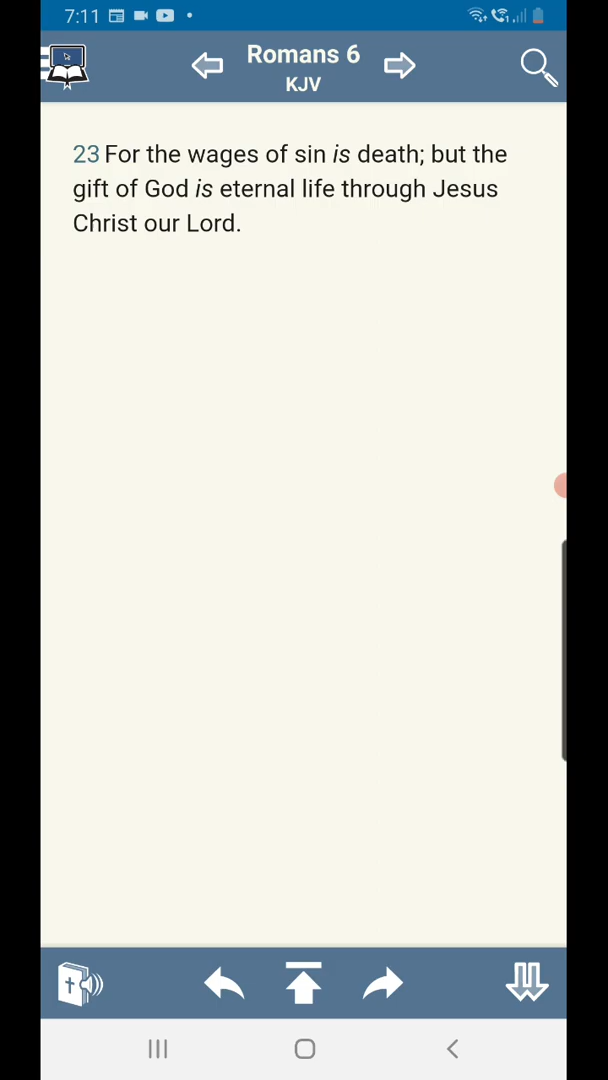 7:11
Romans 6
KJV
23 For the wages of sin is death; but the
gift of God is eternal life through Jesus
Christ our Lord.